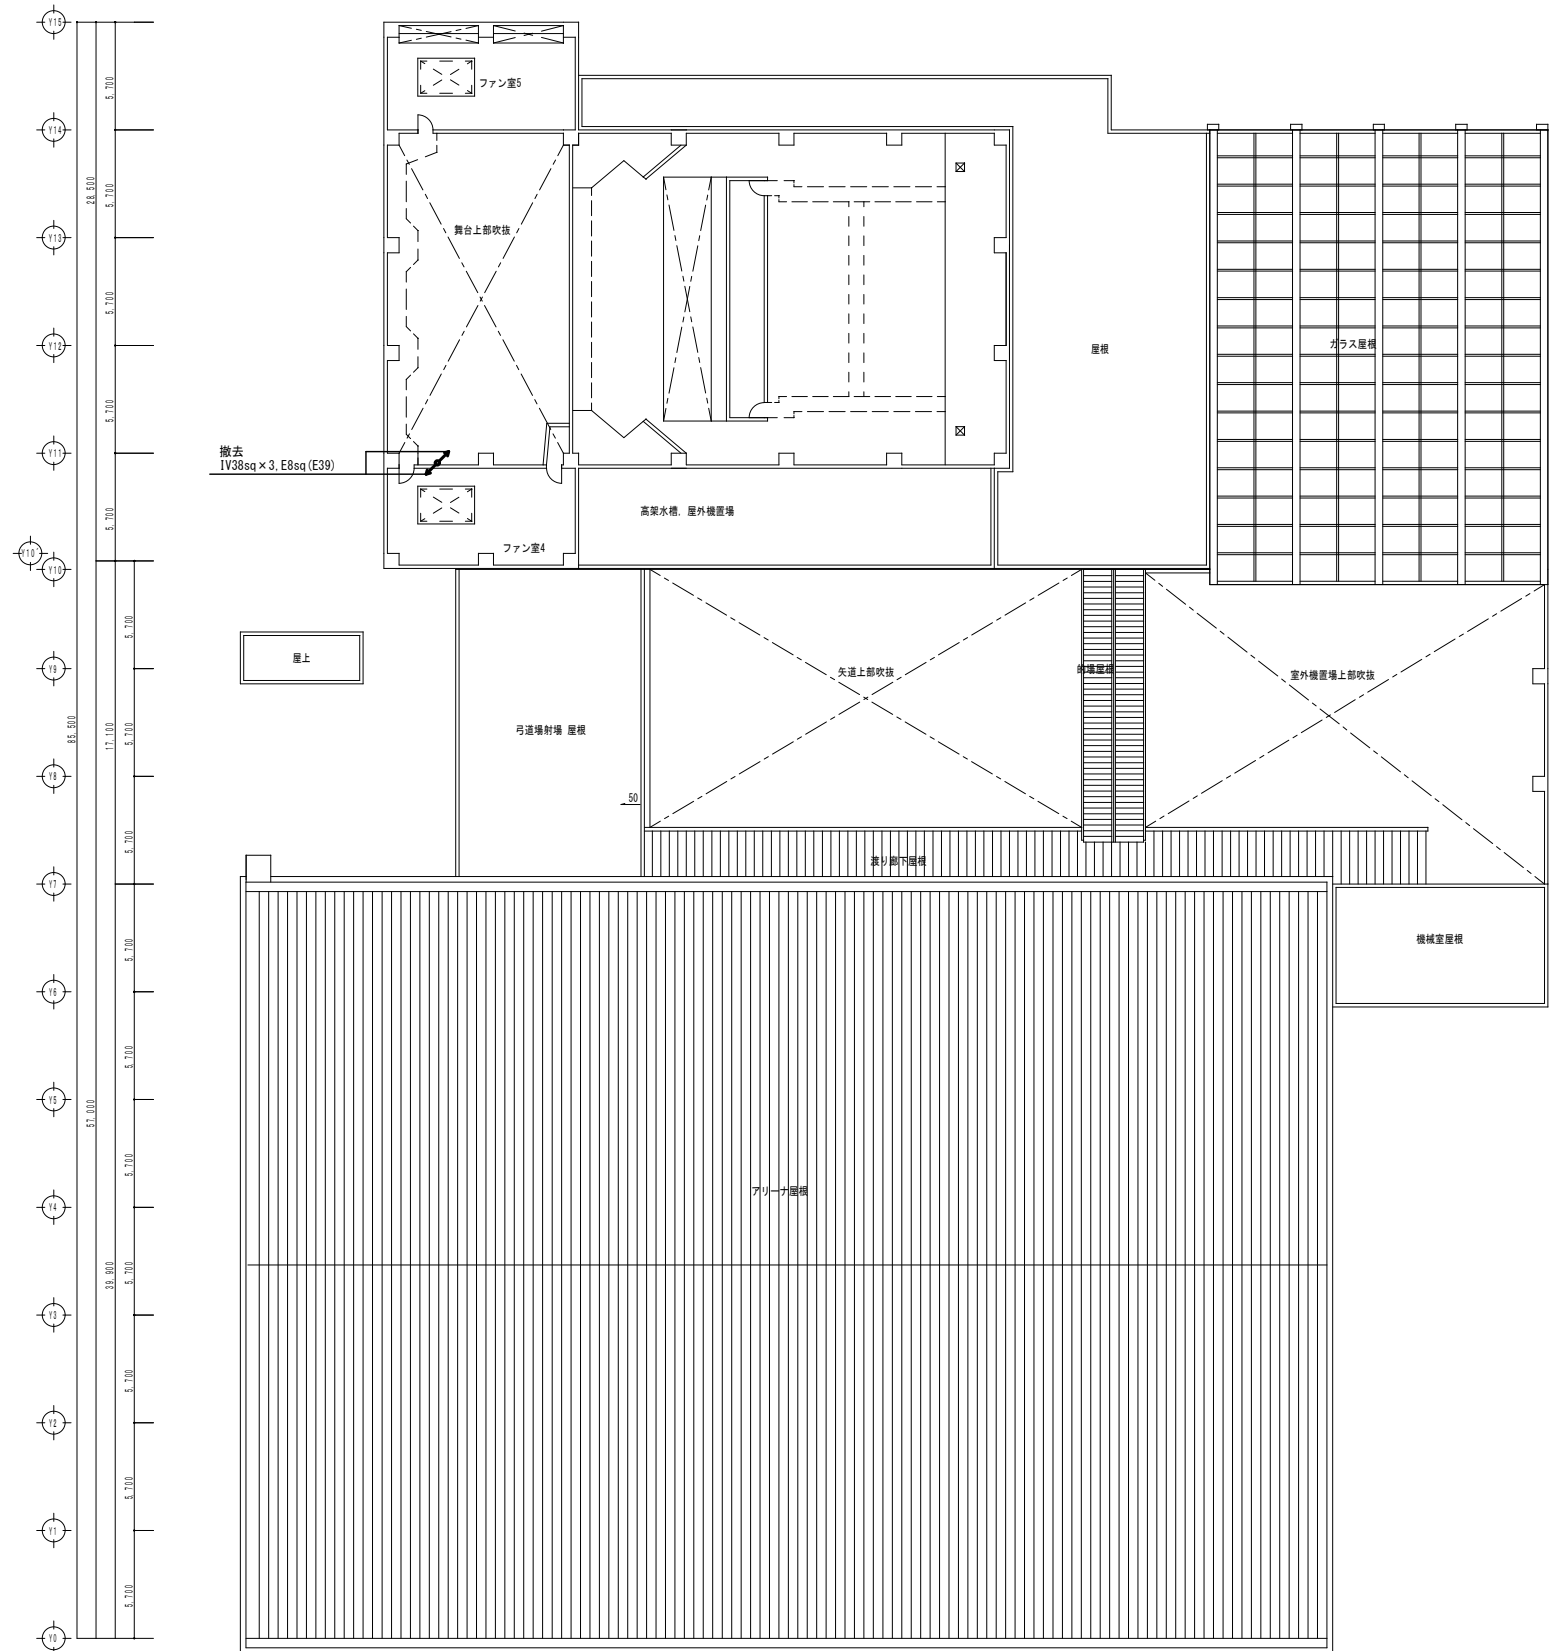 Y15
ファン室5
5,700
Y14
28,500
5,700
舞台上部吹抜
Y13
5,700
Y12
屋根
ガラス屋根
5,700
Y11
撤去
IV38sq×3, E8sq(E39)
5,700
高架水槽, 屋外機置場
ファン室4
Y10'
Y10
5,700
屋上
Y9
矢道上部吹抜
的場屋根
室外機置場上部吹抜
85,500
17,100
5,700
弓道場射場 屋根
Y8
50
5,700
渡り廊下屋根
Y7
5,700
機械室屋根
Y6
5,700
Y5
57,000
5,700
アリーナ屋根
Y4
39,900
5,700
Y3
5,700
Y2
5,700
Y1
5,700
Y0